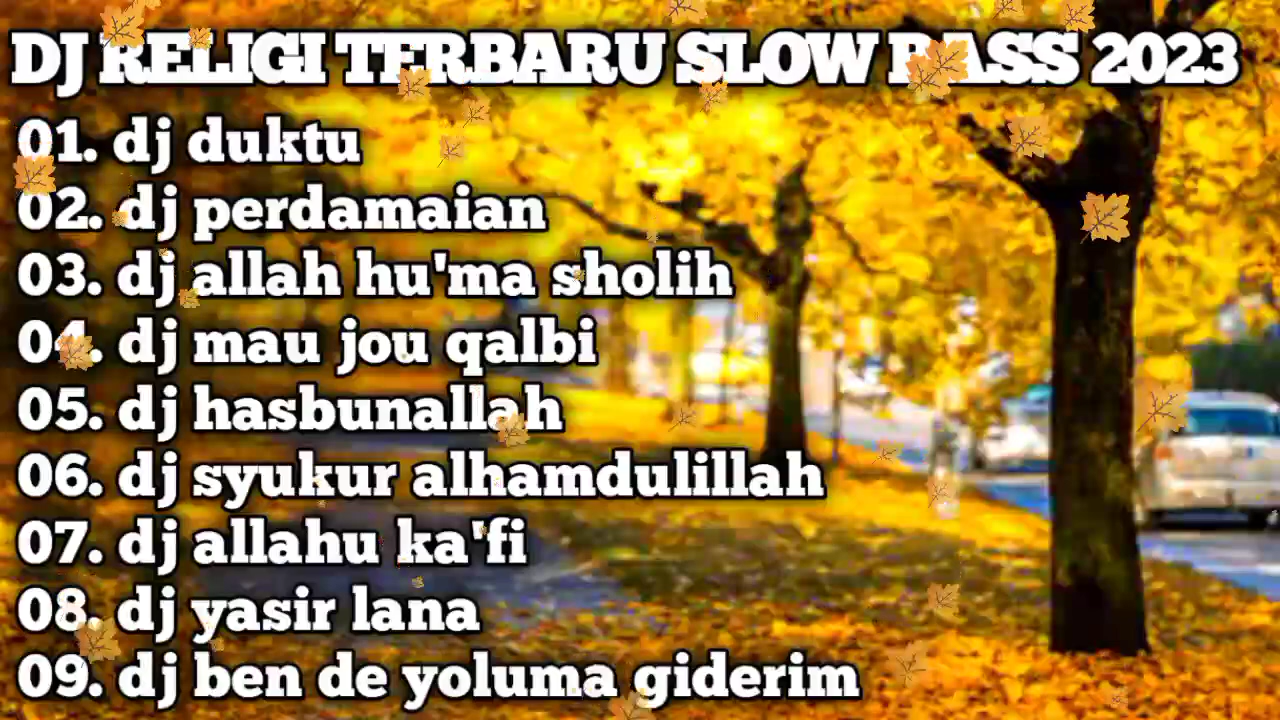 DJ RELIGI TERBARU SLOW BASS 2023
01. dj duktu
02. dj perdamaian
03. dj allah hu'ma sholih
04. dj mau jou qalbi
05. dj hasbunallah
06. dj syukur alhamdulillah
07. dj allahu ka'fi
08. dj yasir lana
09. dj ben de yoluma giderim